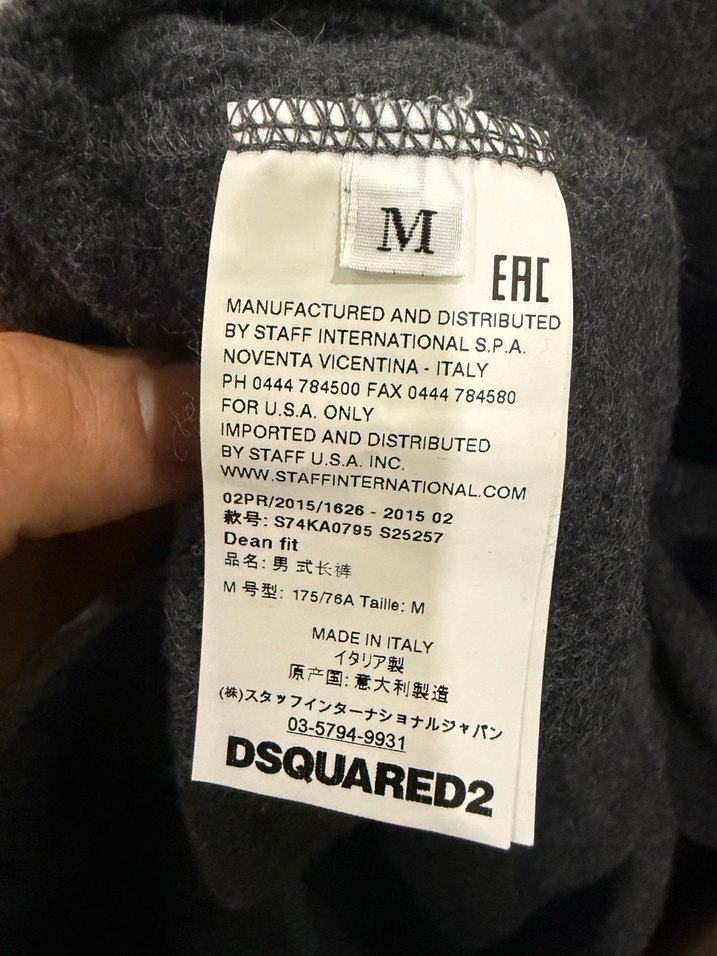 M
EAC
MANUFACTURED AND DISTRIBUTED
BY STAFF INTERNATIONAL S.P.A.
NOVENTA VICENTINA - ITALY
PH 0444 784500 FAX 0444 784580
FOR U.S.A. ONLY
IMPORTED AND DISTRIBUTED
BY STAFF U.S.A. INC.
WWW.STAFFINTERNATIONAL.COM
02PR/2015/1626 - 2015 02
款号: S74KA0795 S25257
Dean fit
品名: 男 式长裤
M 号型: 175/76A Taille: M
MADE IN ITALY
イタリア製
原产国: 意大利製造
(株)スタッフインターナショナルジャパン
03-5794-9931
DSQUARED2